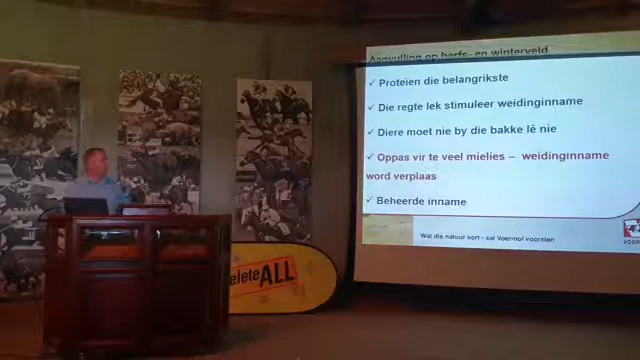 Aanvulling op herfs- en winterveld
✓ Proteïen die belangrikste
✓ Die regte lek stimuleer weidinginname
✓ Diere moet nie by die bakke lê nie
✓ Oppas vir te veel mielies – weidinginname
word verplaas
✓ Beheerde inname
Wat die natuur kort - sal Voermol voorsien
VOER
eleteALL